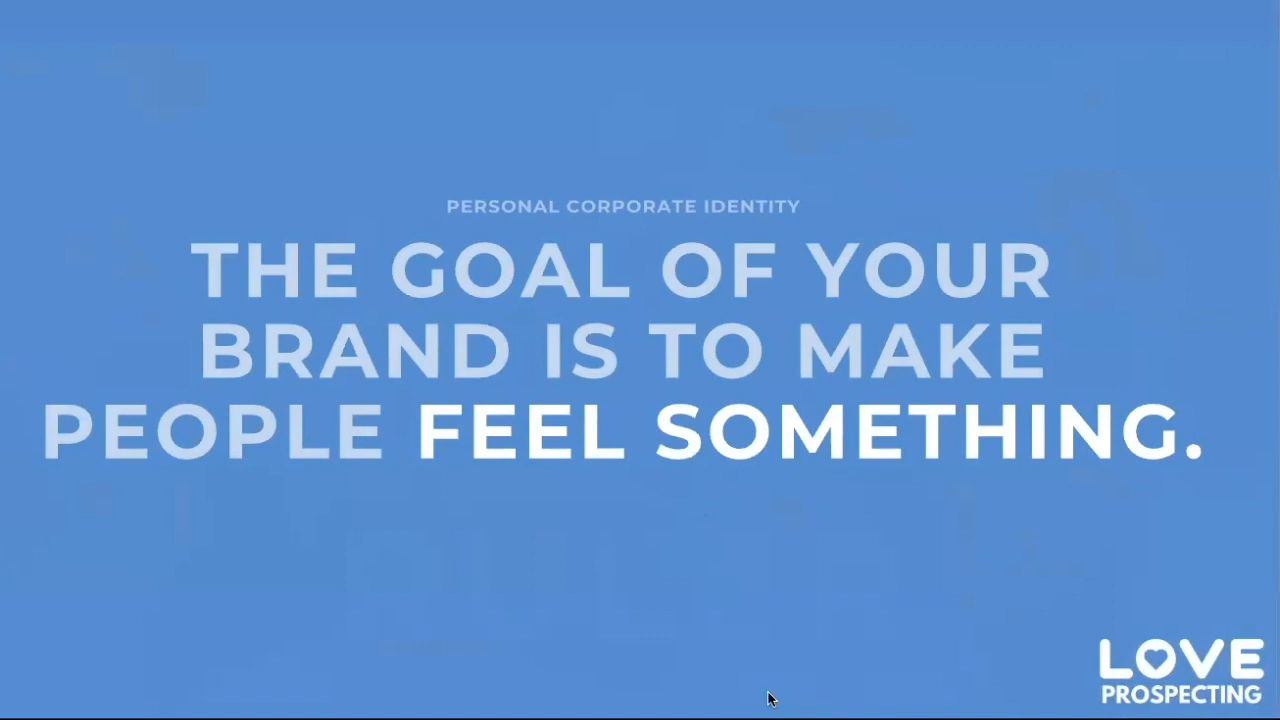 PERSONAL CORPORATE IDENTITY
THE GOAL OF YOUR
BRAND IS TO MAKE
PEOPLE FEEL SOMETHING.
LOVE
PROSPECTING